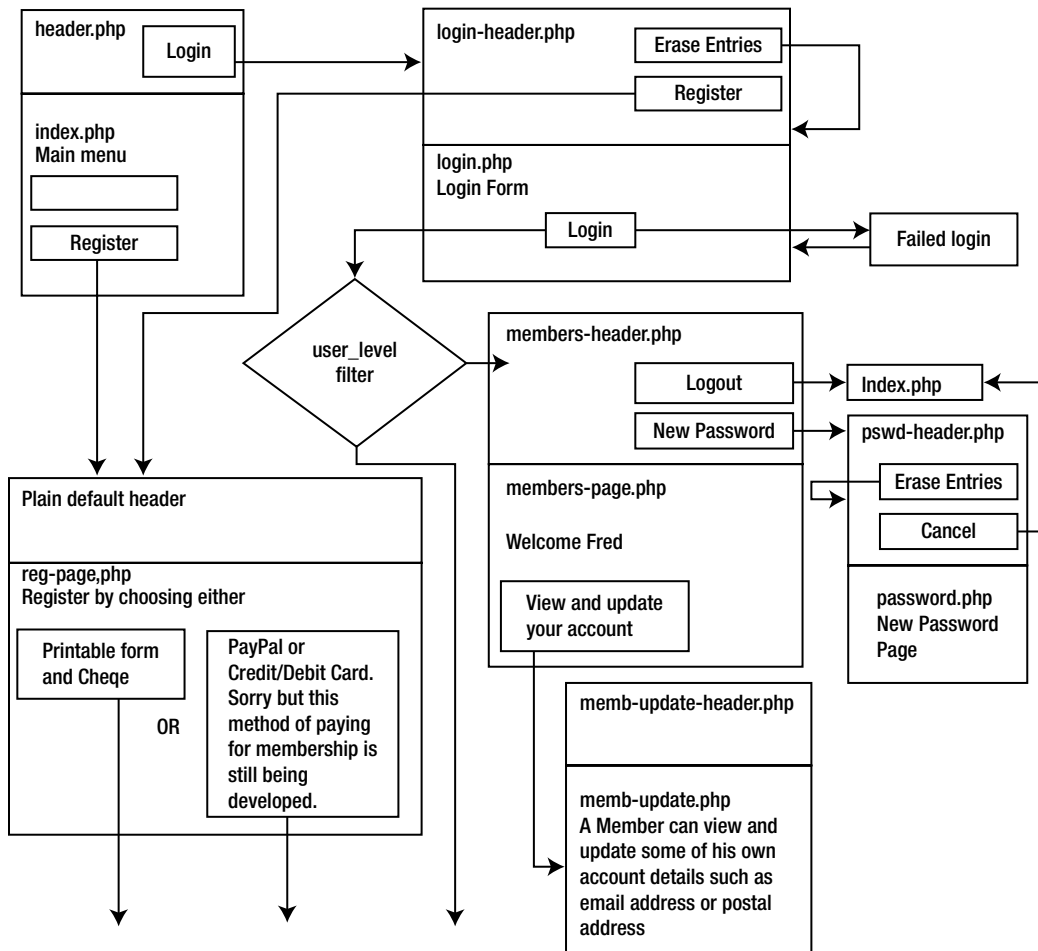 header.php
Login
index.php
Main menu
Register
login-header.php
Erase Entries
Register
login.php
Login Form
Login
Failed login
user_level
filter
members-header.php
Logout
New Password
Index.php
pswd-header.php
Erase Entries
Cancel
password.php
New Password
Page
members-page.php
Welcome Fred
View and update
your account
Plain default header
reg-page,php
Register by choosing either
Printable form
and Cheqe
OR
PayPal or
Credit/Debit Card.
Sorry but this
method of paying
for membership is
still being
developed.
memb-update-header.php
memb-update.php
A Member can view and
update some of his own
account details such as
email address or postal
address